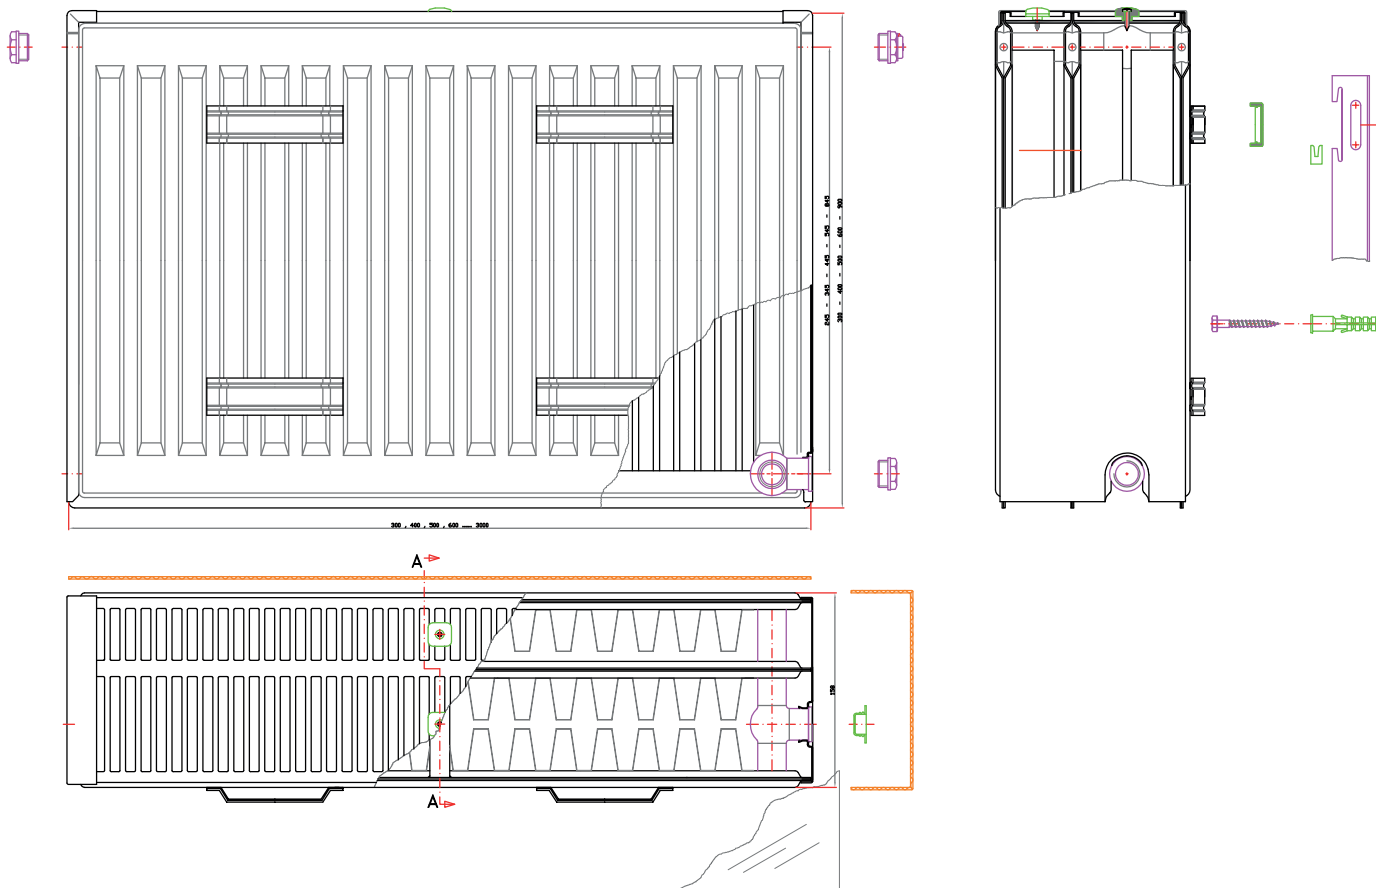 245 - 345 - 445 - 545 - 845
300 - 400 - 500 - 600 - 900
300 , 400 , 500 , 600 ..... 3000
A
158
A